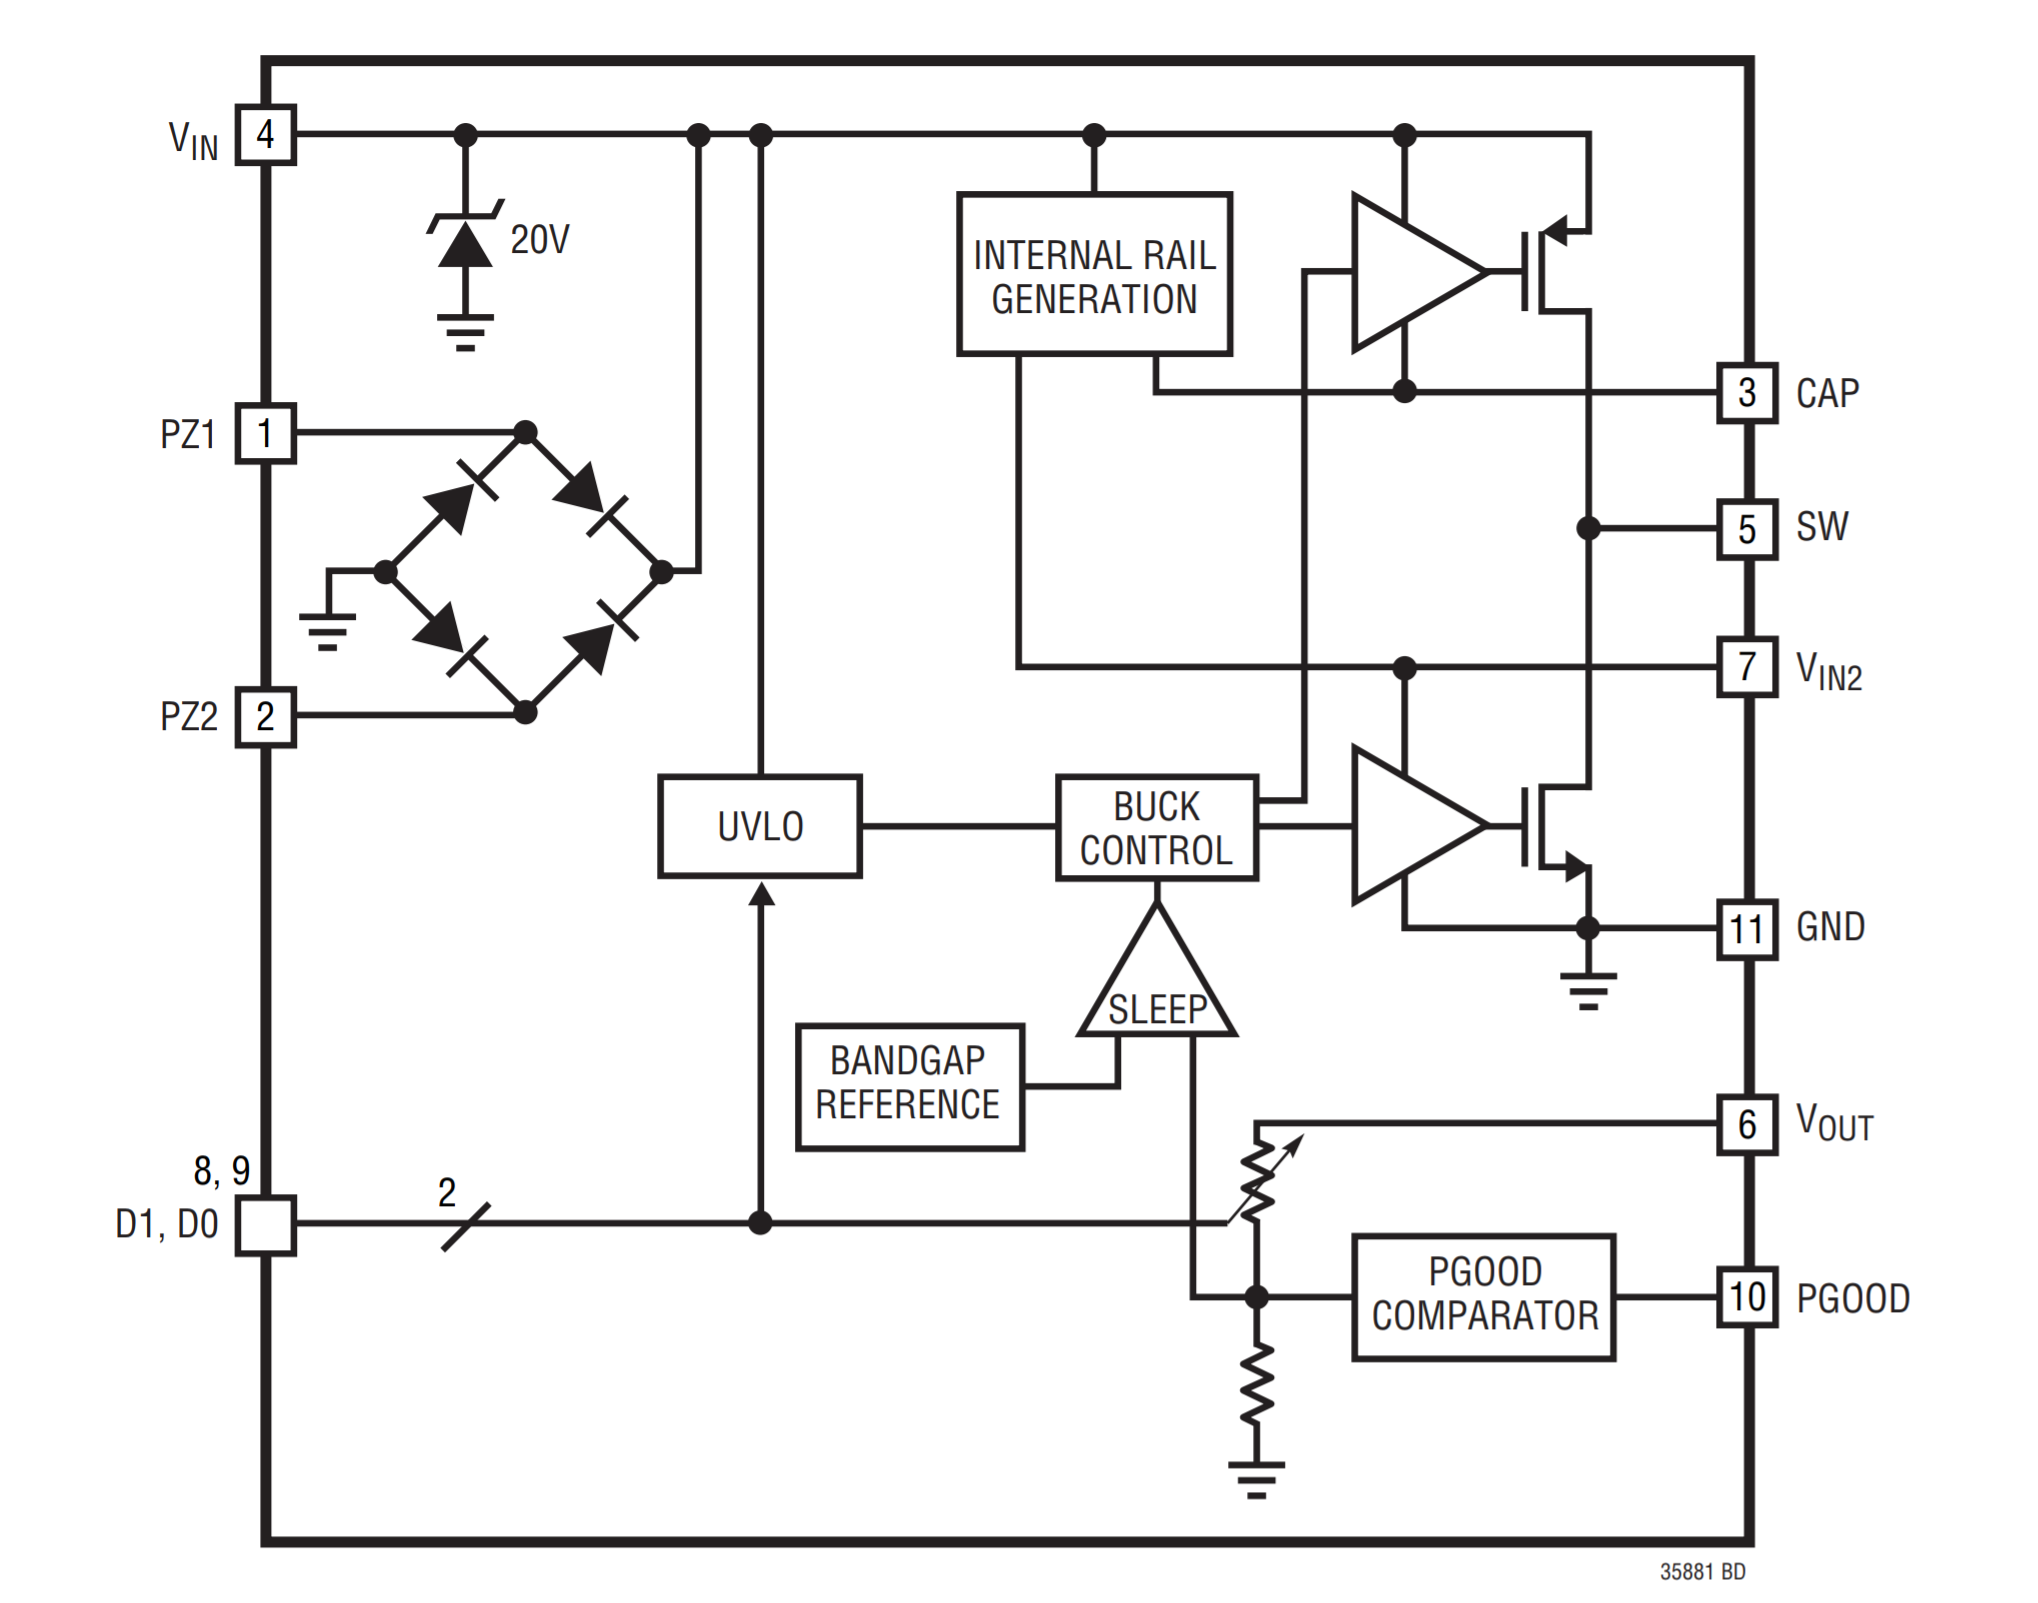 VIN
4
20V
INTERNAL RAIL
GENERATION
3
CAP
PZ1
1
5
SW
7
VIN2
PZ2
2
UVLO
BUCK
CONTROL
11
GND
SLEEP
BANDGAP
REFERENCE
6
VOUT
8, 9
D1, D0
2
PGOOD
COMPARATOR
10
PGOOD
35881 BD